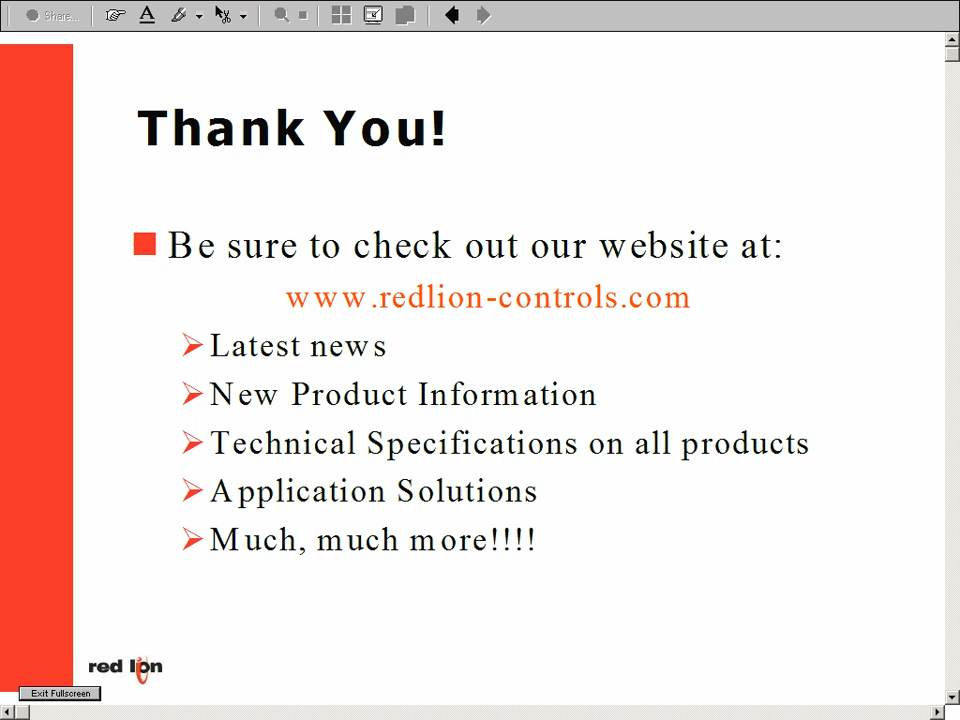 Share...
A
Thank You!
Be sure to check out our website at:
www.redlion-controls.com
Latest news
New Product Information
Technical Specifications on all products
Application Solutions
Much, much more!!!!
red lion
Exit Fullscreen